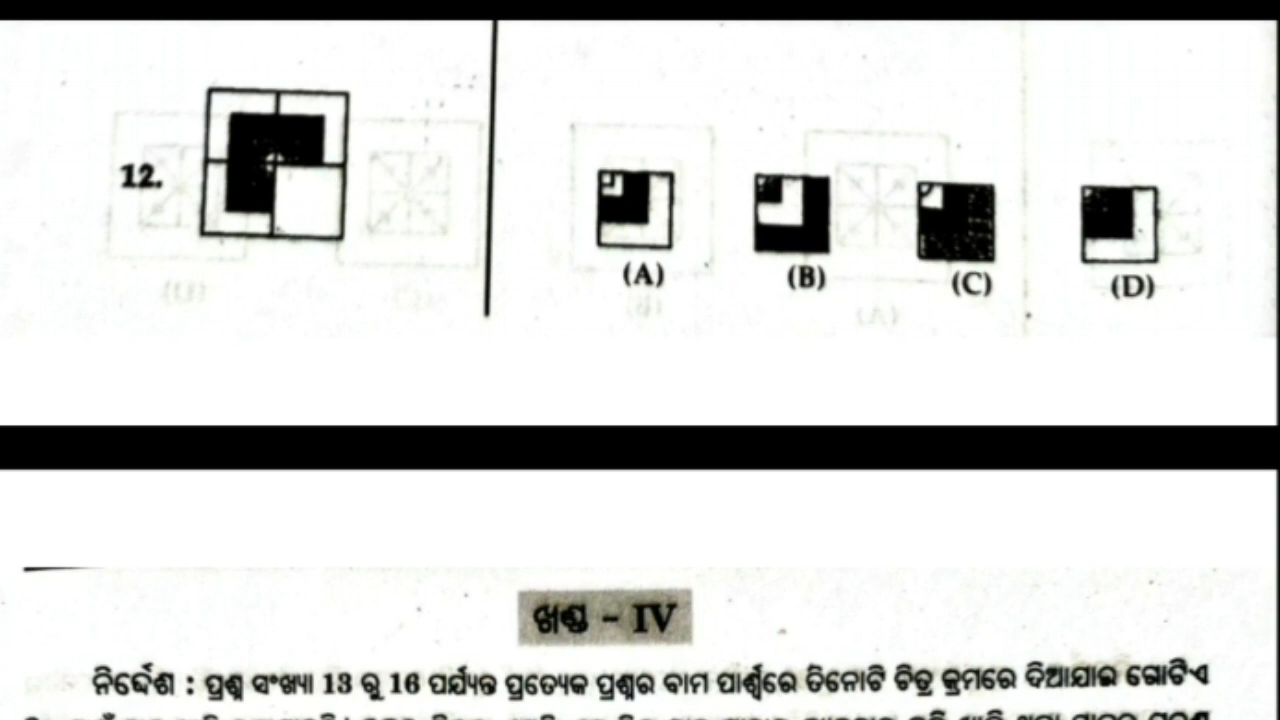 12.
(A) (B) (C) (D)
ଖଣ୍ଡ - IV
ନିର୍ଦ୍ଦେଶ : ପ୍ରଶ୍ନ ସଂଖ୍ୟା 13 ରୁ 16 ପର୍ଯ୍ୟନ୍ତ ପ୍ରତ୍ୟେକ ପ୍ରଶ୍ନର ବାମ ପାର୍ଶ୍ୱରେ ତିନୋଟି ଚିତ୍ର କ୍ରମରେ ଦିଆଯାଇ ଗୋଟିଏ